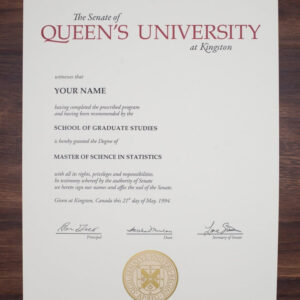 The Senate of
QUEEN'S UNIVERSITY
at Kingston
witnesses that
YOUR NAME
having completed the prescribed program
and having been recommended by the
SCHOOL OF GRADUATE STUDIES
is hereby granted the Degree of
MASTER OF SCIENCE IN STATISTICS
with all its rights, privileges and responsibilities.
In testimony whereof by the authority of Senate
we herein sign our names and affix the seal of the Senate.
Given at Kingston, Canada this 21st day of May, 1994.
Principal
Dean
Secretary of Senate